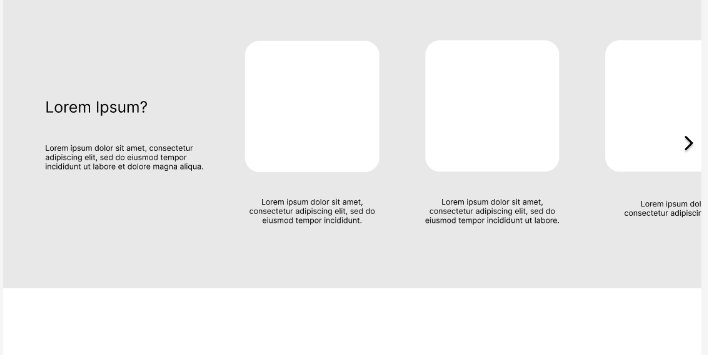 Lorem Ipsum?
Lorem ipsum dolor sit amet, consectetur
adipiscing elit, sed do eiusmod tempor
incididunt ut labore et dolore magna aliqua.
Lorem ipsum dolor sit amet,
consectetur adipiscing elit, sed do
eiusmod tempor incididunt.
Lorem ipsum dolor sit amet,
consectetur adipiscing elit, sed do
eiusmod tempor incididunt ut labore.
Lorem ipsum dol
consectetur adipiscin